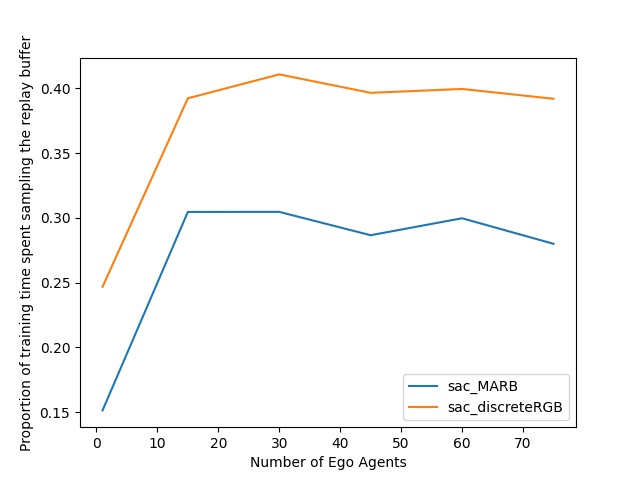 Proportion of training time spent sampling the replay buffer
0.40
0.35
0.30
0.25
0.20
0.15
sac_MARB
sac_discreteRGB
0 10 20 30 40 50 60 70
Number of Ego Agents